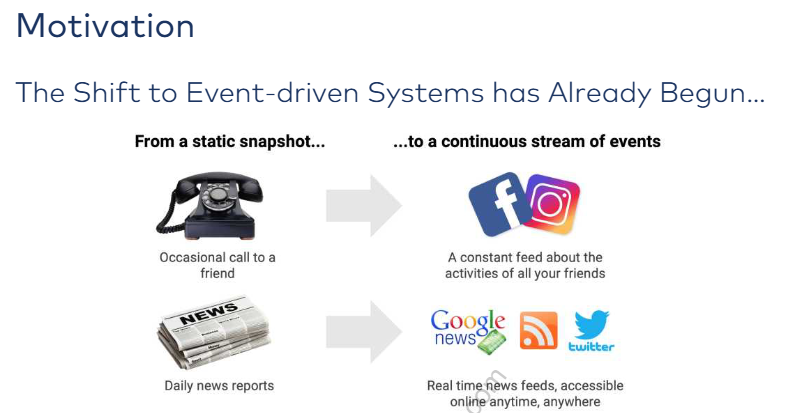 Motivation
The Shift to Event-driven Systems has Already Begun...
From a static snapshot...
...to a continuous stream of events
Occasional call to a
friend
A constant feed about the
activities of all your friends
NEWS
Google
news
twitter
Daily news reports
Real time news feeds, accessible
online anytime, anywhere
com